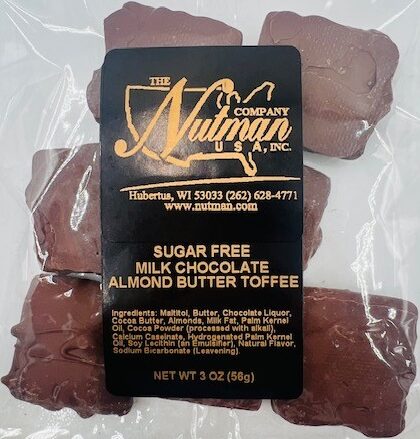 THE
Nutman
COMPANY
USA, INC.
Hubertus, WI 53033 (262) 628-4771
www.nutman.com
SUGAR FREE
MILK CHOCOLATE
ALMOND BUTTER TOFFEE
Ingredients: Maltitol, Butter, Chocolate Liquor,
Cocoa Butter, Almonds, Milk Fat, Palm Kernel
Oil, Cocoa Powder (processed with alkali),
Calcium Caseinate, Hydrogenated Palm Kernel
Oil, Soy Lecithin (an Emulsifier), Natural Flavor,
Sodium Bicarbonate (Leavening).
NET WT 3 OZ (56g)